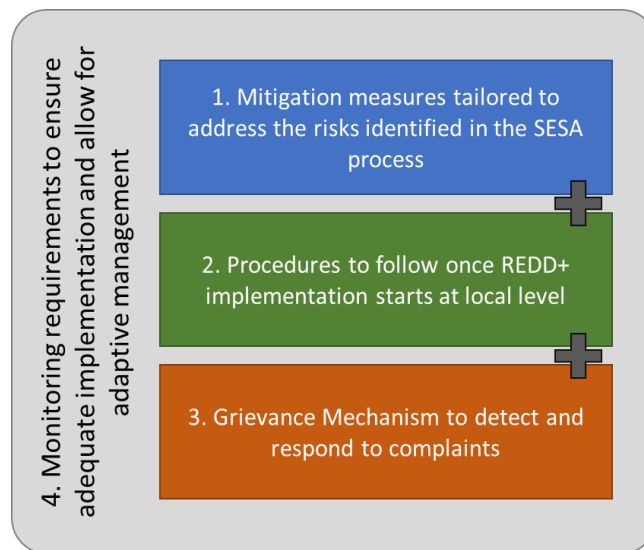 4. Monitoring requirements to ensure
adequate implementation and allow for
adaptive management
1. Mitigation measures tailored to
address the risks identified in the SESA
process
2. Procedures to follow once REDD+
implementation starts at local level
3. Grievance Mechanism to detect and
respond to complaints